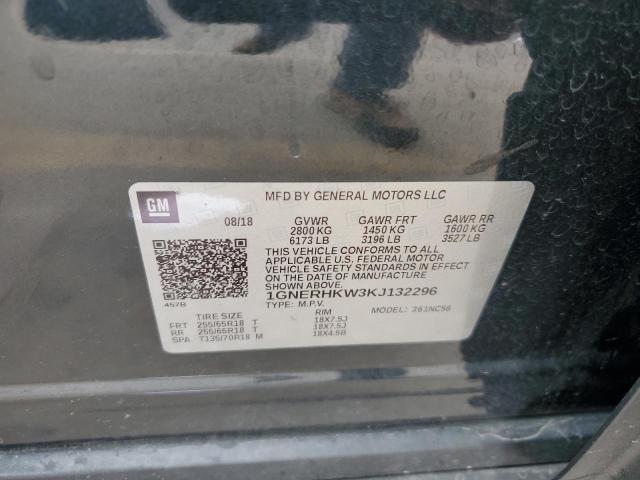 GM
MFD BY GENERAL MOTORS LLC
08/18 GVWR GAWR FRT GAWR RR
2800 KG 1450 KG 1600 KG
6173 LB 3196 LB 3527 LB
THIS VEHICLE CONFORMS TO ALL
APPLICABLE U.S. FEDERAL MOTOR
VEHICLE SAFETY STANDARDS IN EFFECT
ON THE DATE OF MANUFACTURE
SHOWN ABOVE.
1GNERHKW3KJ132296
457B TYPE: M.P.V. MODEL: 261NC56
TIRE SIZE RIM
FRT 255/65R18 T 18X7.5J
RR 255/65R18 T 18X7.5J
SPA T135/70R18 M 18X4.5B